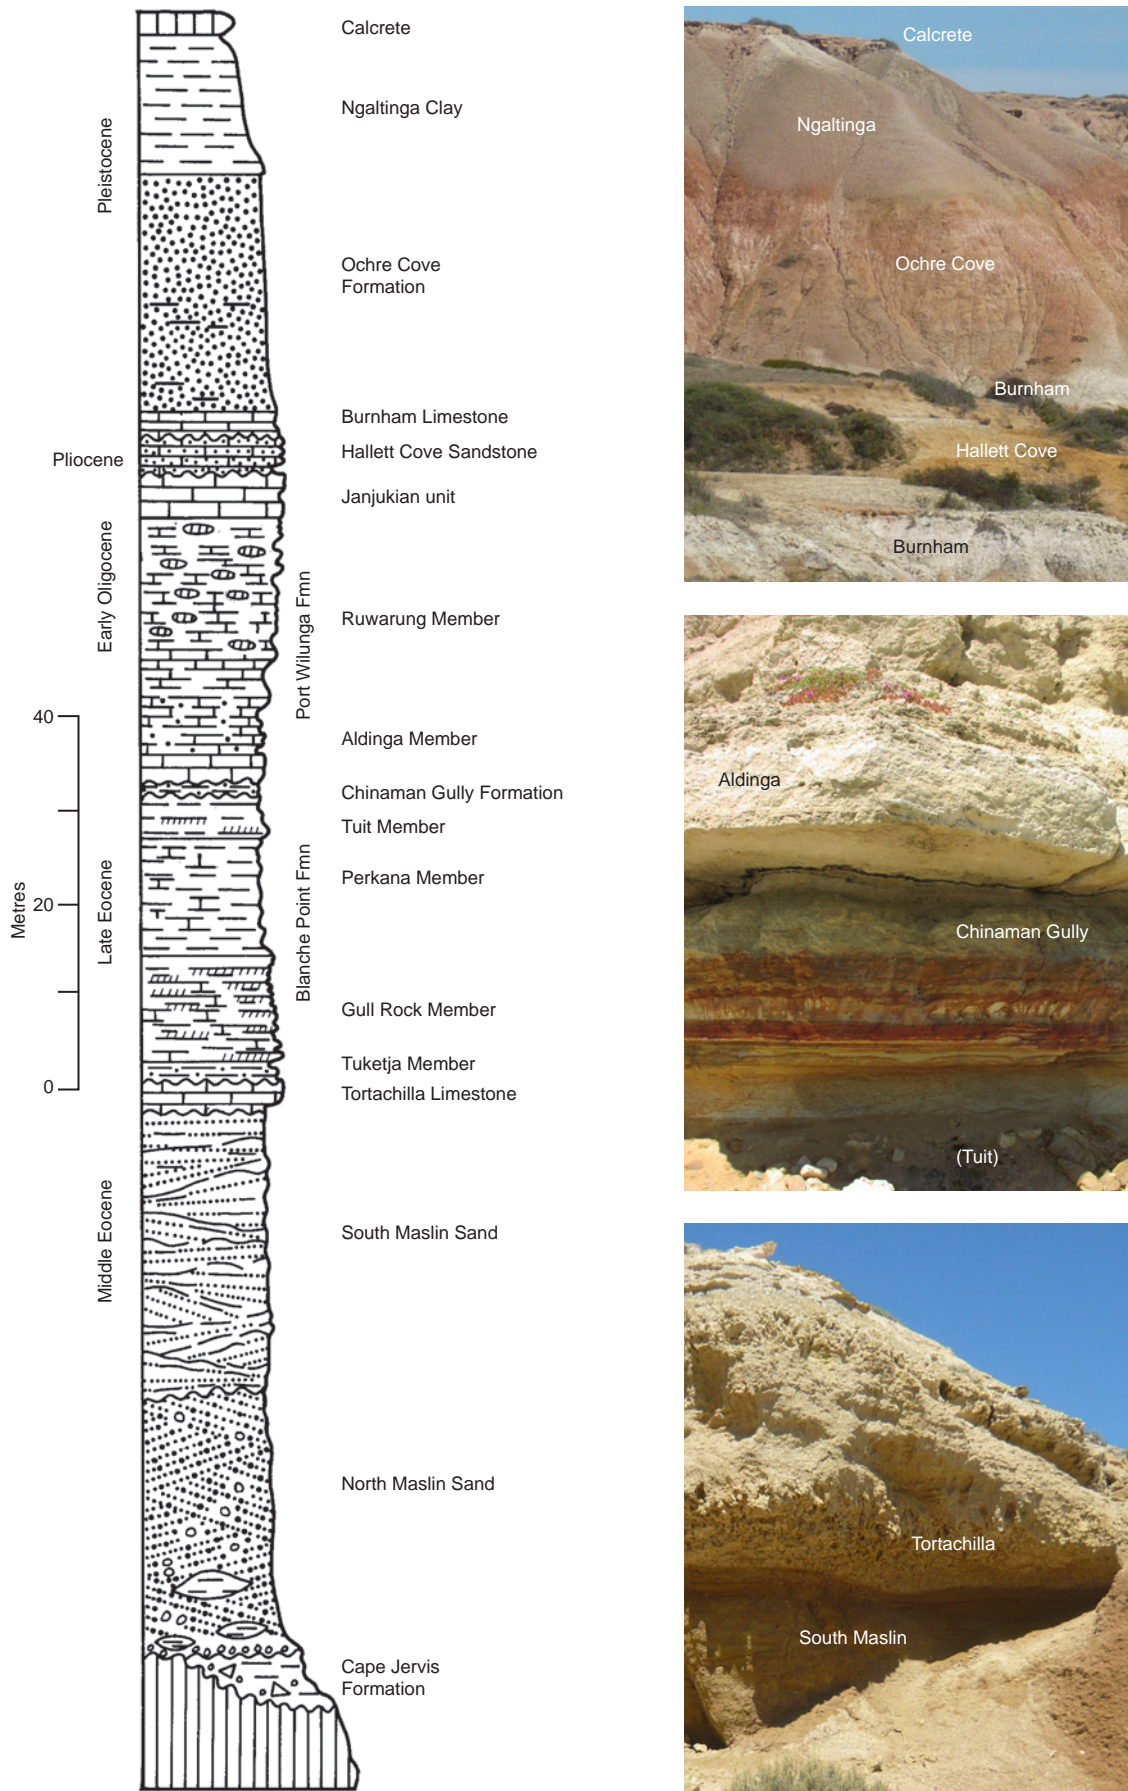 Calcrete
Ngaltinga Clay
Pleistocene
Ochre Cove
Formation
Burnham Limestone
Hallett Cove Sandstone
Pliocene
Janjukian unit
Early Oligocene
Ruwarung Member
Port Wilunga Fmn
40
Aldinga Member
Chinaman Gully Formation
Tuit Member
Perkana Member
Metres
20
Late Eocene
Blanche Point Fmn
Gull Rock Member
Tuketja Member
0
Tortachilla Limestone
Middle Eocene
South Maslin Sand
North Maslin Sand
Cape Jervis
Formation
Calcrete
Ngaltinga
Ochre Cove
Burnham
Hallett Cove
Burnham
Aldinga
Chinaman Gully
(Tuit)
Tortachilla
South Maslin